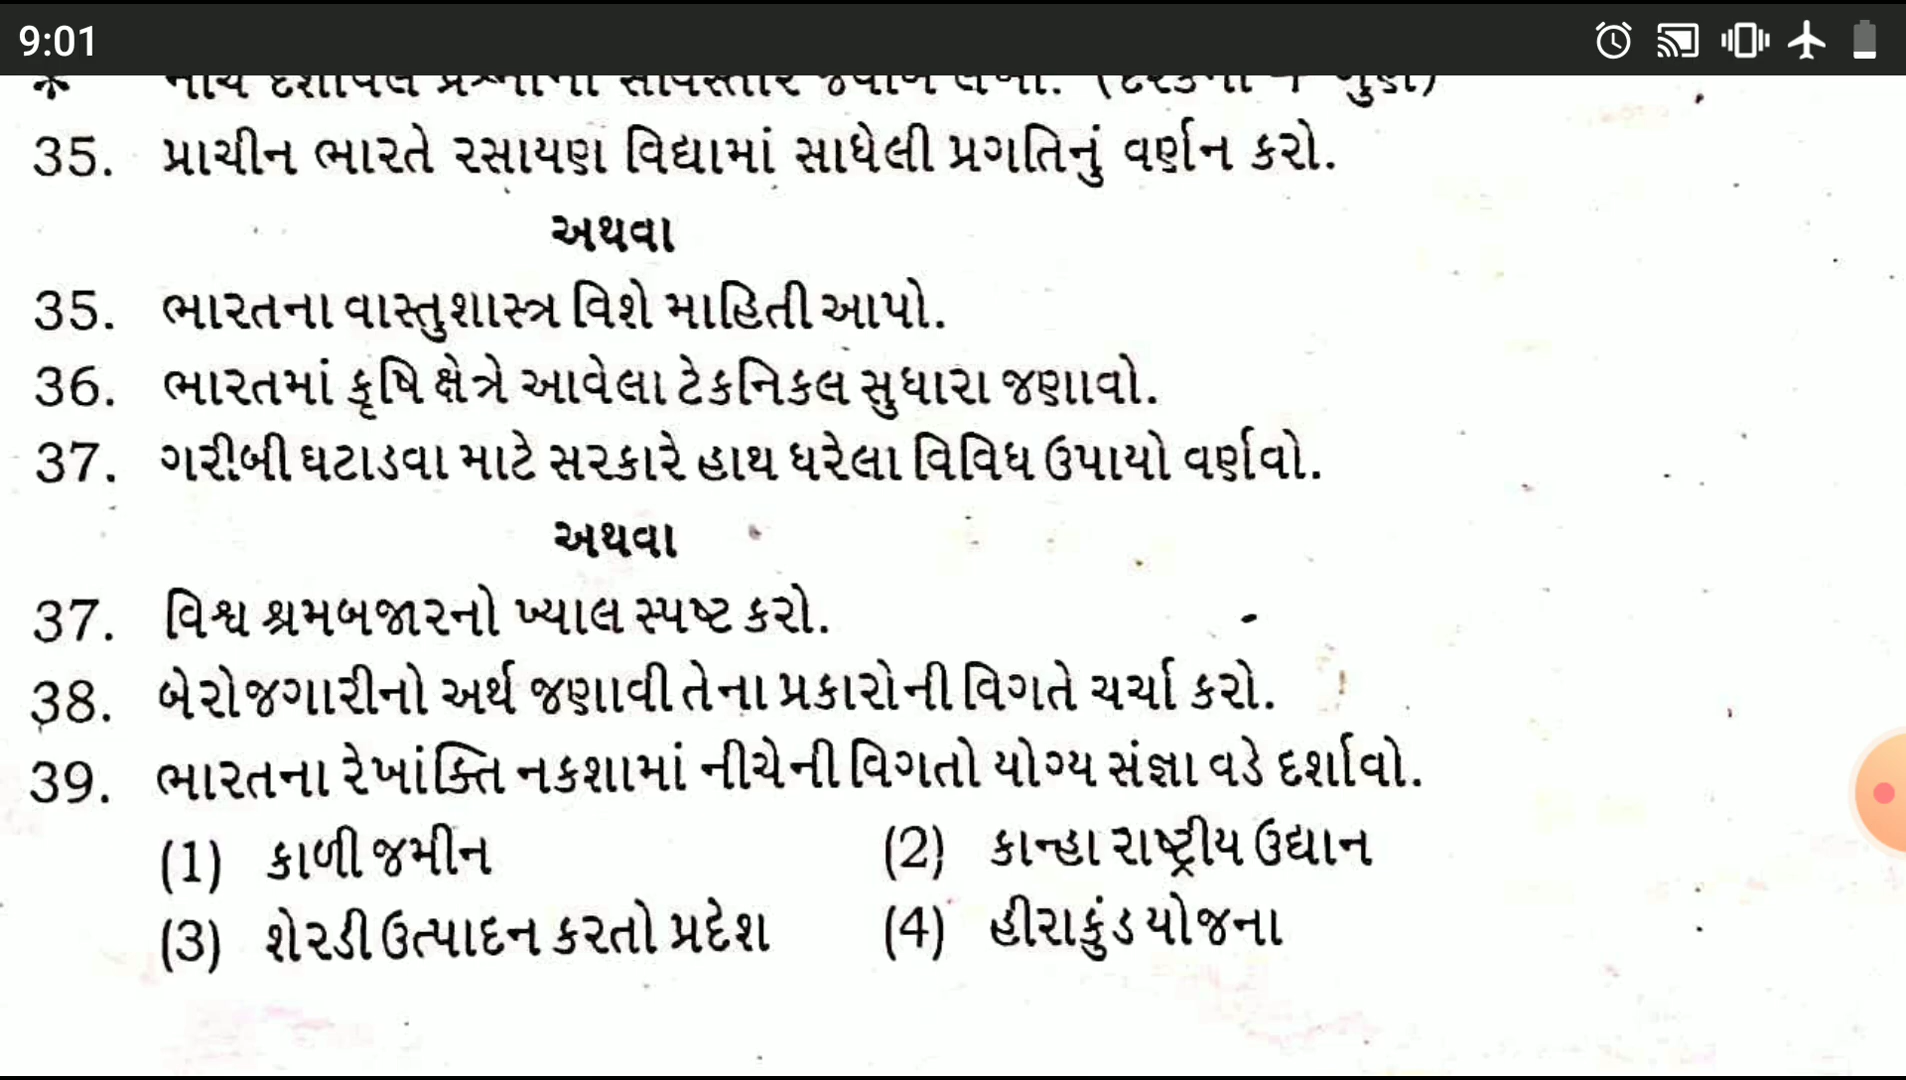 9:01
35. પ્રાચીન ભારતે રસાયણ વિદ્યામાં સાધેલી પ્રગતિનું વર્ણન કરો.
અથવા
35. ભારતના વાસ્તુશાસ્ત્ર વિશે માહિતી આપો.
36. ભારતમાં કૃષિ ક્ષેત્રે આવેલા ટેકનિકલ સુધારા જણાવો.
37. ગરીબી ઘટાડવા માટે સરકારે હાથ ધરેલા વિવિધ ઉપાયો વર્ણવો.
અથવા
37. વિશ્વ શ્રમબજારનો ખ્યાલ સ્પષ્ટ કરો.
38. બેરોજગારીનો અર્થ જણાવી તેના પ્રકારોની વિગતે ચર્ચા કરો.
39. ભારતના રેખાંક્તિ નકશામાં નીચેની વિગતો યોગ્ય સંજ્ઞા વડે દર્શાવો.
(1) કાળી જમીન (2) કાન્હા રાષ્ટ્રીય ઉદ્યાન
(3) શેરડી ઉત્પાદન કરતો પ્રદેશ (4) હીરાકુંડ યોજના